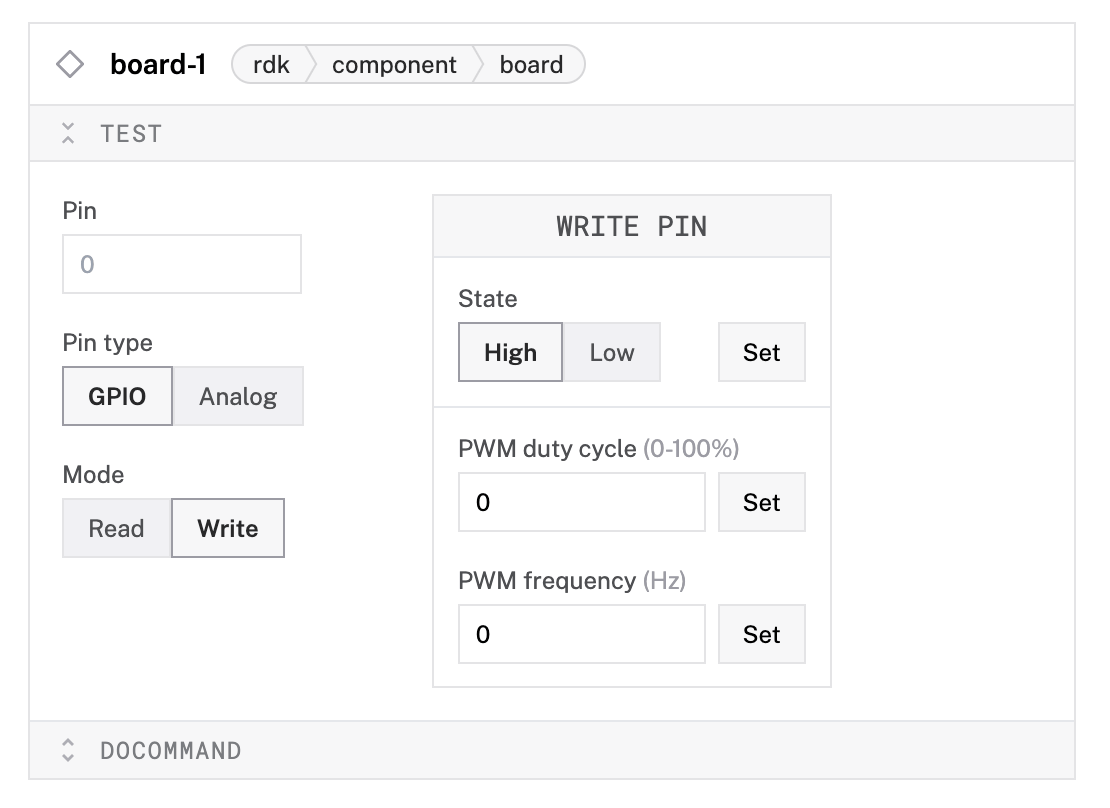 board-1 rdk component board
TEST
Pin
0
Pin type
GPIO Analog
Mode
Read Write
WRITE PIN
State
High Low Set
PWM duty cycle (0-100%)
0 Set
PWM frequency (Hz)
0 Set
DOCOMMAND